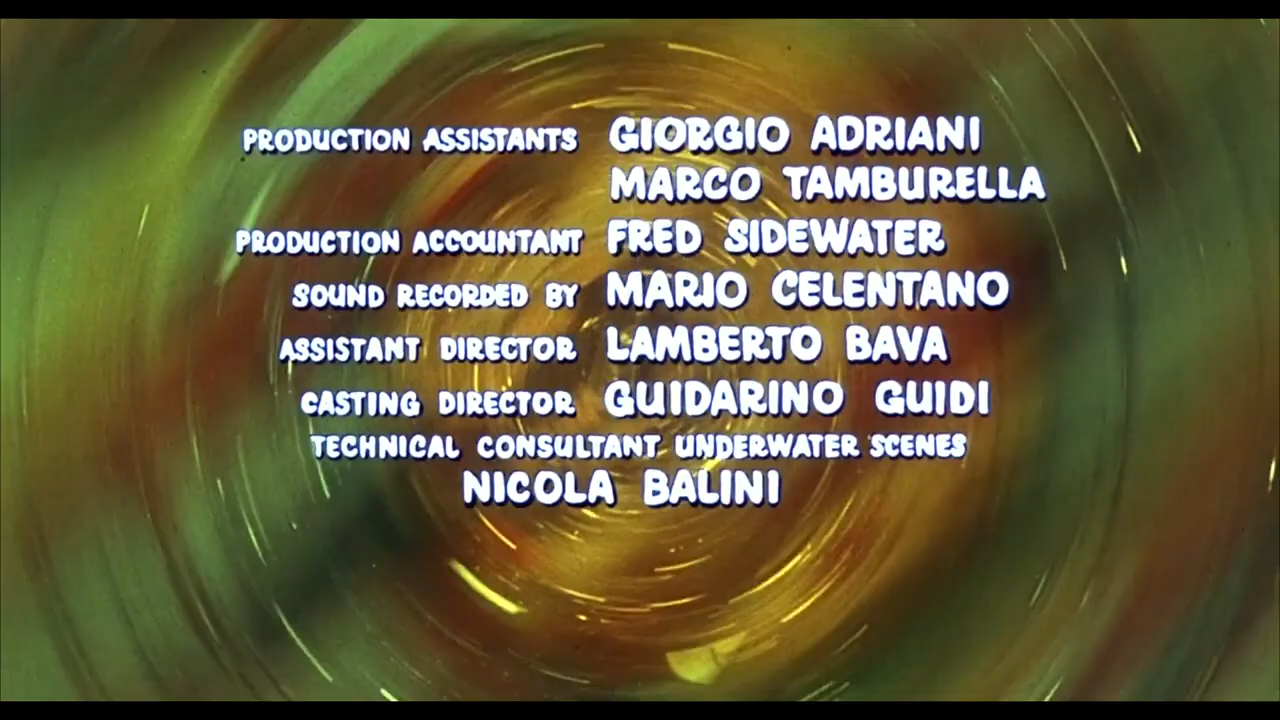 PRODUCTION ASSISTANTS GIORGIO ADRIANI
MARCO TAMBURELLA
PRODUCTION ACCOUNTANT FRED SIDEWATER
SOUND RECORDED BY MARIO CELENTANO
ASSISTANT DIRECTOR LAMBERTO BAVA
CASTING DIRECTOR GUIDARINO GUIDI
TECHNICAL CONSULTANT UNDERWATER SCENES
NICOLA BALINI